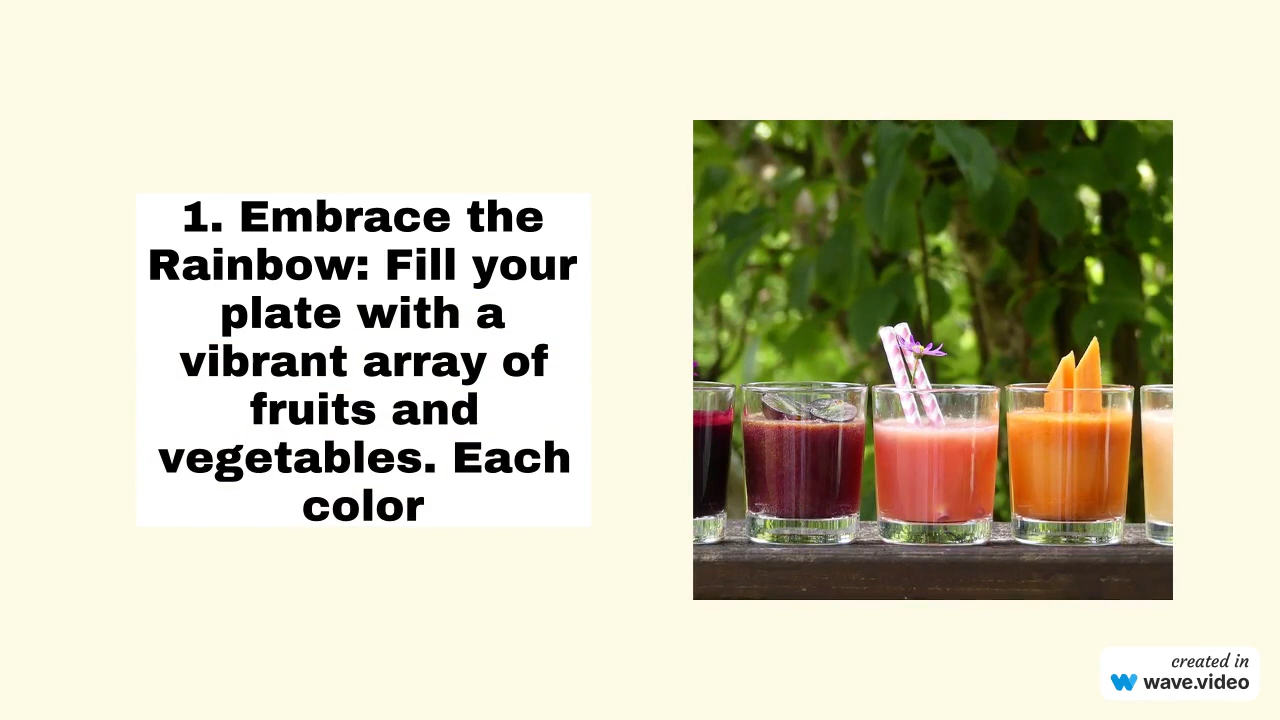 1. Embrace the
Rainbow: Fill your
plate with a
vibrant array of
fruits and
vegetables. Each
color
created in
wave.video